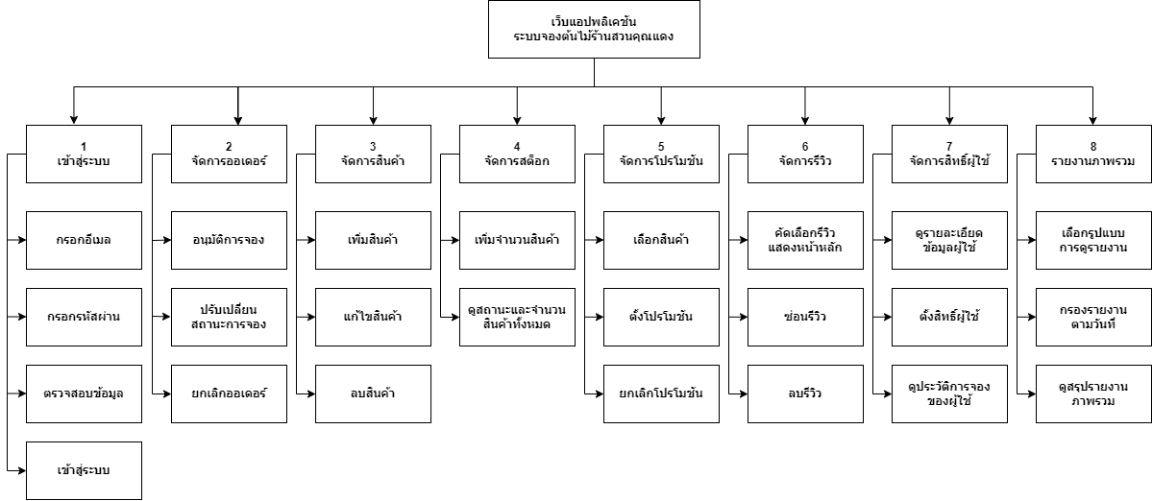 เว็บแอปพลิเคชัน
ระบบจองต้นไม้ร้านสวนคุณแดง
1
เข้าสู่ระบบ
กรอกอีเมล
กรอกรหัสผ่าน
ตรวจสอบข้อมูล
เข้าสู่ระบบ
2
จัดการออเดอร์
อนุมัติการจอง
ปรับเปลี่ยน
สถานะการจอง
ยกเลิกออเดอร์
3
จัดการสินค้า
เพิ่มสินค้า
แก้ไขสินค้า
ลบสินค้า
4
จัดการสต็อก
เพิ่มจำนวนสินค้า
ดูสถานะและจำนวน
สินค้าทั้งหมด
5
จัดการโปรโมชัน
เลือกสินค้า
ตั้งโปรโมชัน
ยกเลิกโปรโมชัน
6
จัดการรีวิว
คัดเลือกรีวิว
แสดงหน้าหลัก
ซ่อนรีวิว
ลบรีวิว
7
จัดการสิทธิ์ผู้ใช้
ดูรายละเอียด
ข้อมูลผู้ใช้
ตั้งสิทธิ์ผู้ใช้
ดูประวัติการจอง
ของผู้ใช้
8
รายงานภาพรวม
เลือกรูปแบบ
การดูรายงาน
กรองรายงาน
ตามวันที่
ดูสรุปรายงาน
ภาพรวม